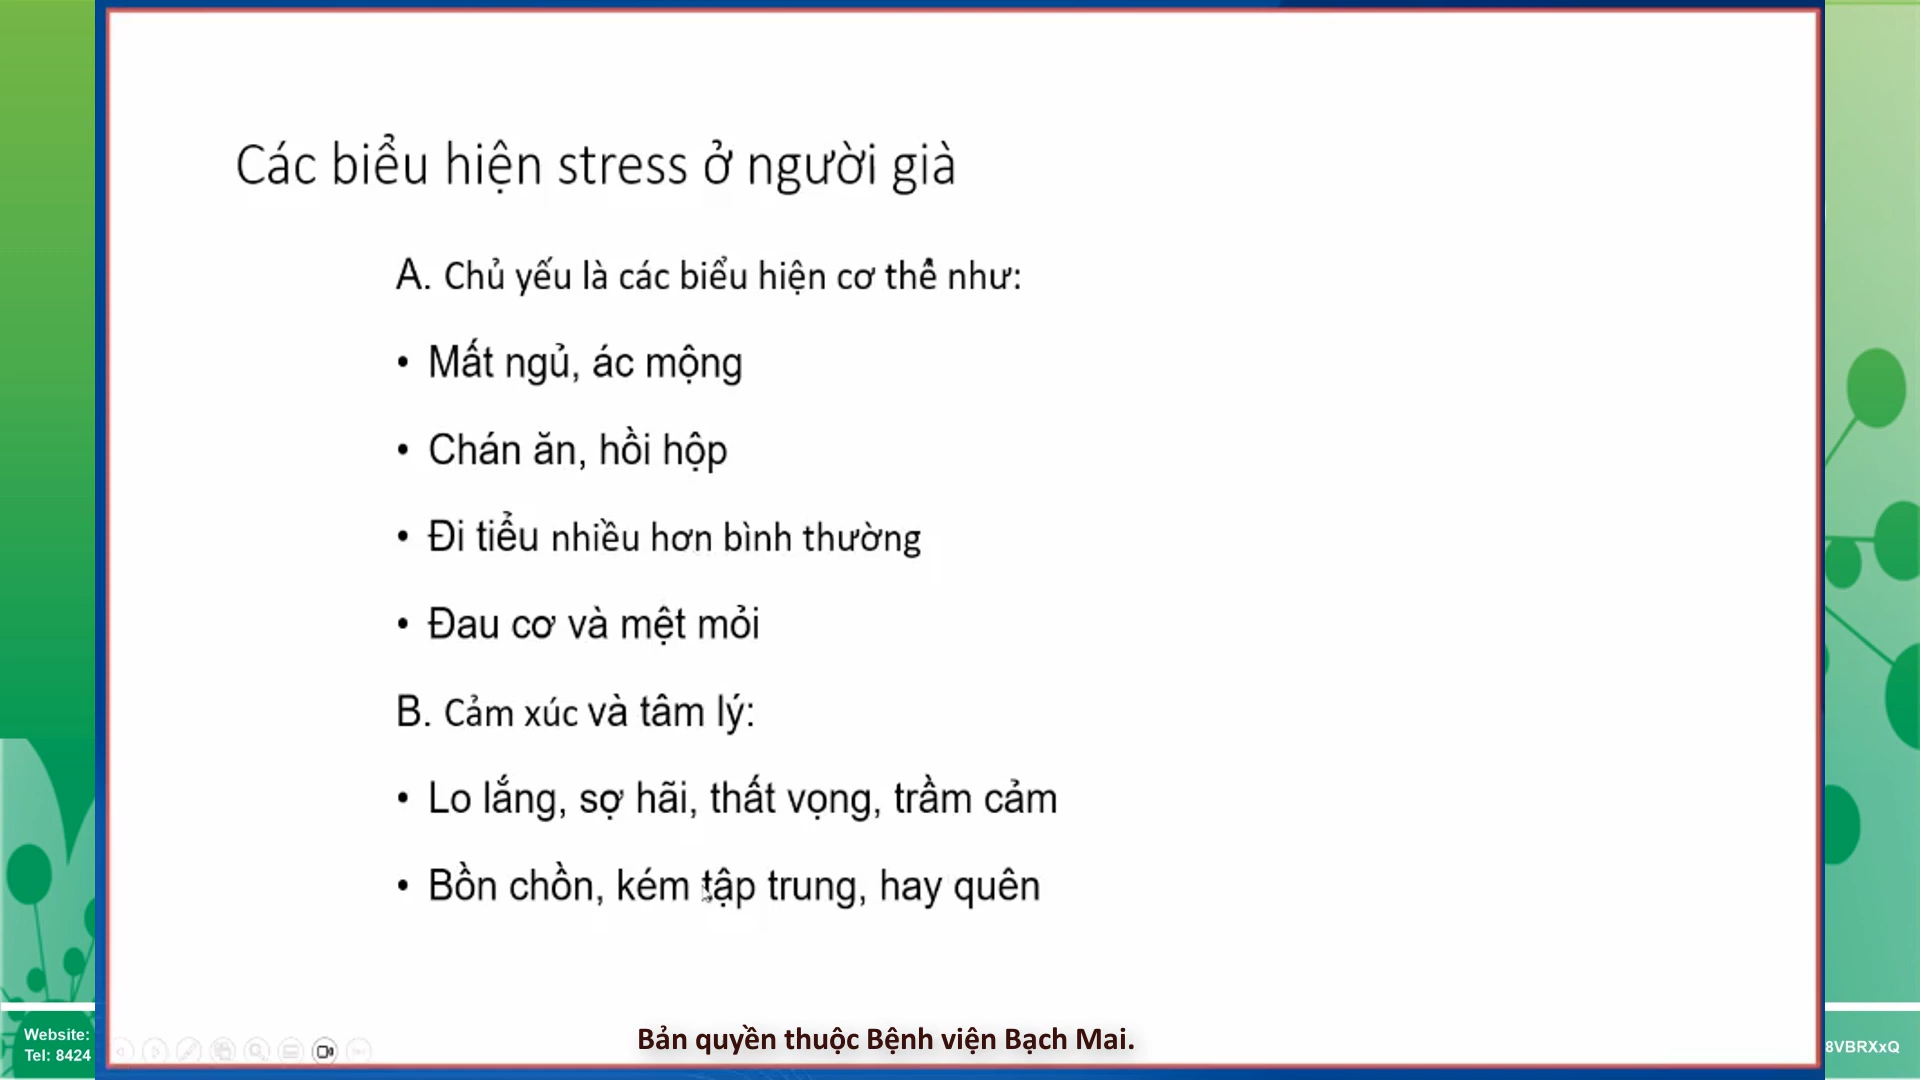 Các biểu hiện stress ở người già
A. Chủ yếu là các biểu hiện cơ thể như:
• Mất ngủ, ác mộng
• Chán ăn, hồi hộp
• Đi tiểu nhiều hơn bình thường
• Đau cơ và mệt mỏi
B. Cảm xúc và tâm lý:
• Lo lắng, sợ hãi, thất vọng, trầm cảm
• Bồn chồn, kém tập trung, hay quên
Bản quyền thuộc Bệnh viện Bạch Mai.
Website:
Tel: 8424
8VBRXxQ